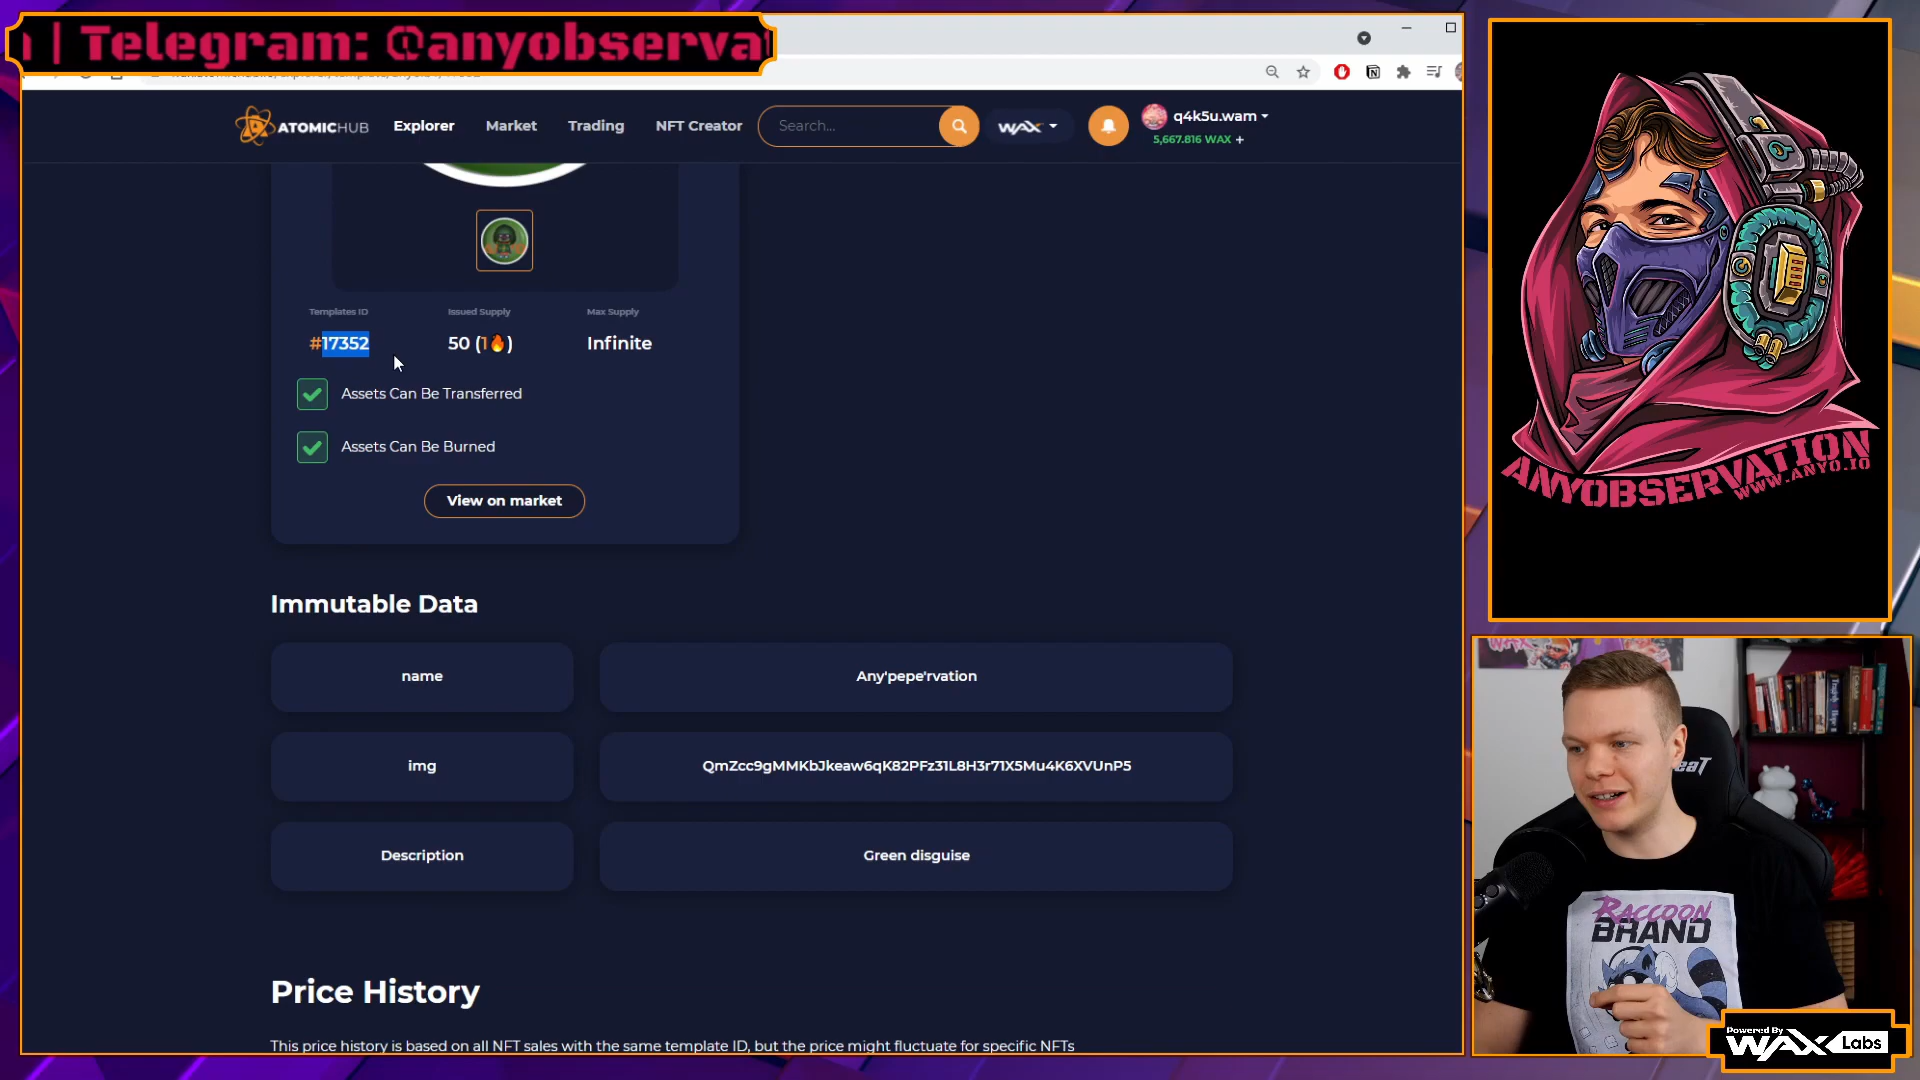 | Telegram: @anyobserva
ATOMICHUB
Explorer
Market
Trading
NFT Creator
Search...
WAX
q4k5u.wam
5,667.816 WAX +
Templates ID
Issued Supply
Max Supply
#17352
50 (1🔥)
Infinite
Assets Can Be Transferred
Assets Can Be Burned
View on market
Immutable Data
name
Any'pepe'rvation
img
QmZcc9gMMKbJkeaw6qK82PFz31L8H3r71X5Mu4K6XVUnP5
Description
Green disguise
Price History
This price history is based on all NFT sales with the same template ID, but the price might fluctuate for specific NFTs
ANYOBSERVATION
WWW.ANYO.IO
RACCOON
BRAND
Powered By
WAX Labs